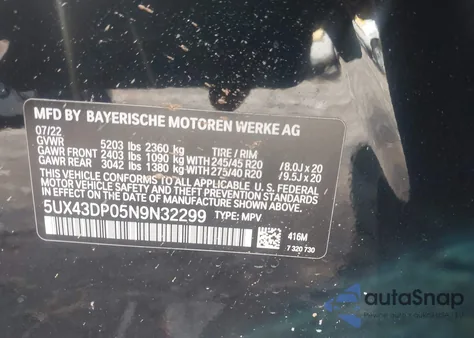 MFD BY BAYERISCHE MOTOREN WERKE AG
07/22
GVWR 5203 lbs 2360 kg TIRE / RIM
GAWR FRONT 2403 lbs 1090 kg 245/45 R20 /8.0J x 20
GAWR REAR 3042 lbs 1380 kg 275/40 R20 /9.5J x 20
THIS VEHICLE CONFORMS TO ALL APPLICABLE U.S. FEDERAL
MOTOR VEHICLE SAFETY AND THEFT PREVENTION STANDARDS
IN EFFECT ON THE DATE OF MANUFACTURE SHOWN ABOVE.
5UX43DP05N9N32299 TYPE: MPV
416M
7 320 730
autoSnap